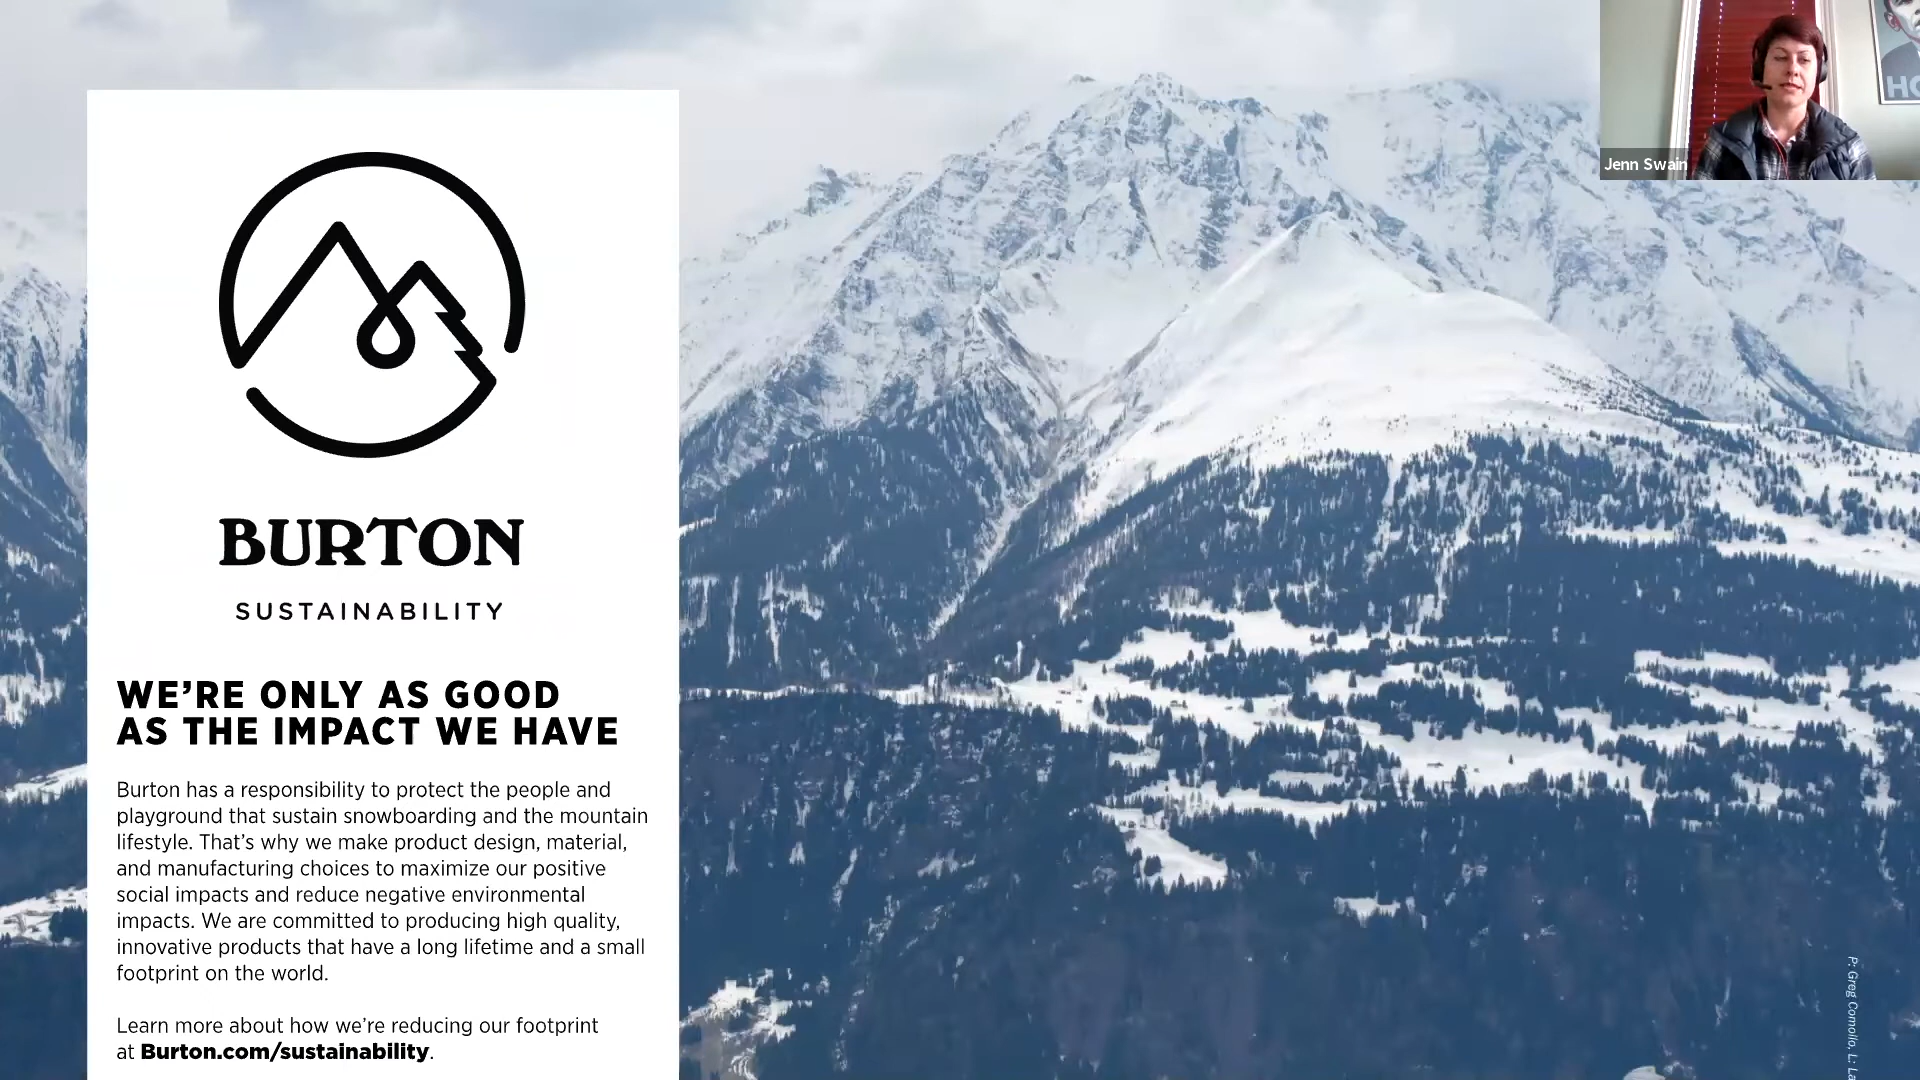 BURTON
SUSTAINABILITY
WE’RE ONLY AS GOOD
AS THE IMPACT WE HAVE
Burton has a responsibility to protect the people and
playground that sustain snowboarding and the mountain
lifestyle. That’s why we make product design, material,
and manufacturing choices to maximize our positive
social impacts and reduce negative environmental
impacts. We are committed to producing high quality,
innovative products that have a long lifetime and a small
footprint on the world.
Learn more about how we’re reducing our footprint
at Burton.com/sustainability.
Jenn Swain
P: Greg Comollo, L: